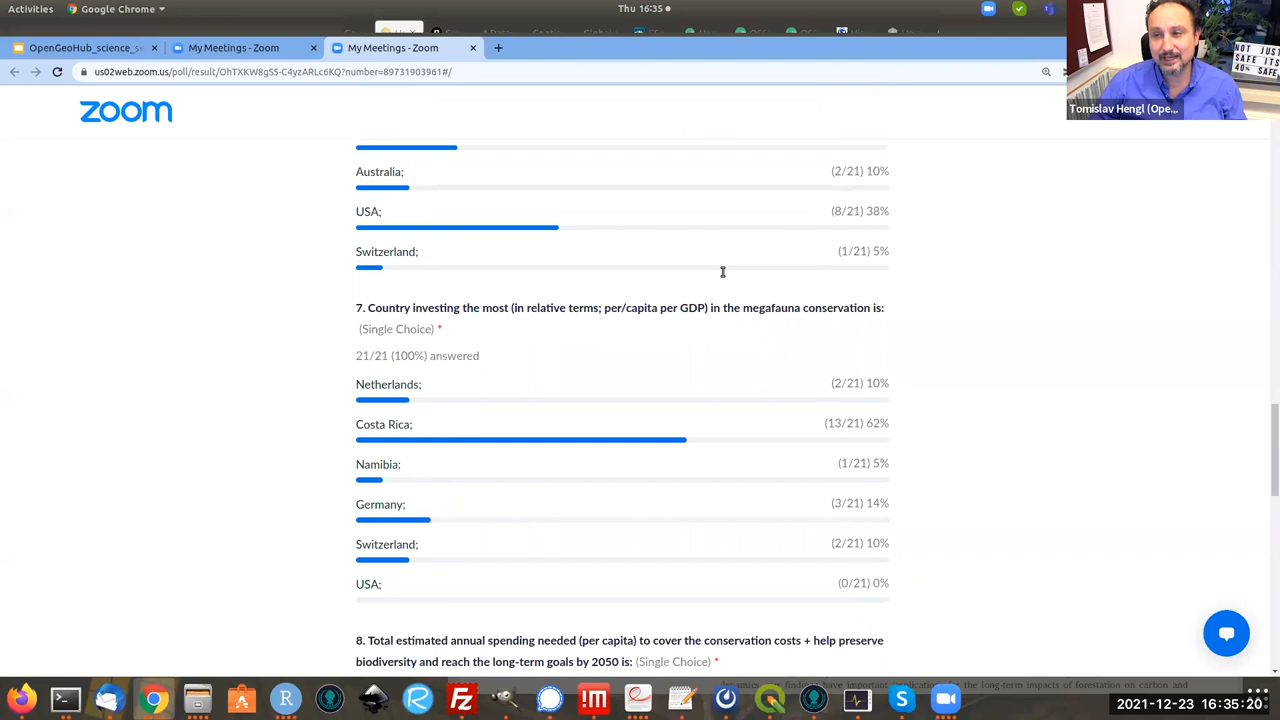 Activities
Google Chrome
Thu 16:35
OpenGeoHub_science_s
My Meetings - Zoom
My Meetings - Zoom
us02web.zoom.us/poll/result/OhTXKW8gS5-C4yzARLc6KQ?number=89731903961#/
NOT JUST
SAFE ITS
40% SAFE,
Tomislav Hengl (Ope...
zoom
Australia; (2/21) 10%
USA; (8/21) 38%
Switzerland; (1/21) 5%
7. Country investing the most (in relative terms; per/capita per GDP) in the megafauna conservation is:
(Single Choice) *
21/21 (100%) answered
Netherlands; (2/21) 10%
Costa Rica; (13/21) 62%
Namibia; (1/21) 5%
Germany; (3/21) 14%
Switzerland; (2/21) 10%
USA; (0/21) 0%
8. Total estimated annual spending needed (per capita) to cover the conservation costs + help preserve
biodiversity and reach the long-term goals by 2050 is: (Single Choice) *
2021-12-23 16:35:20